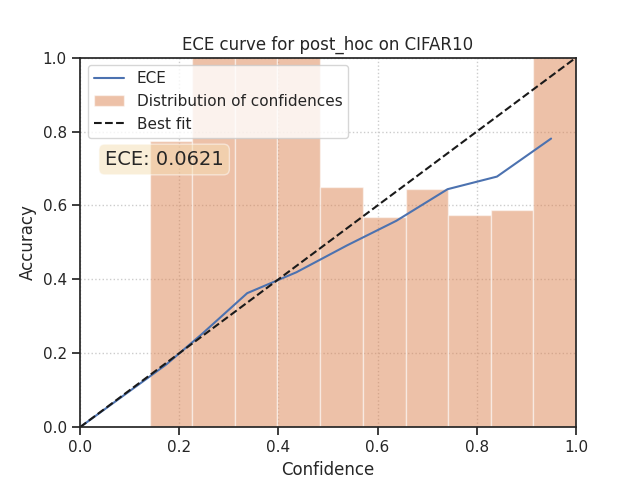 ECE curve for post_hoc on CIFAR10
1.0
0.8
0.6
0.4
0.2
0.0
Accuracy
ECE
Distribution of confidences
Best fit
ECE: 0.0621
0.0 0.2 0.4 0.6 0.8 1.0
Confidence